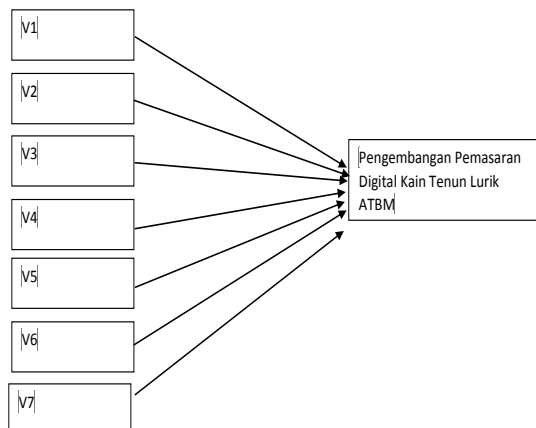 V1
V2
V3
Pengembangan Pemasaran
Digital Kain Tenun Lurik
ATBM
V4
V5
V6
V7